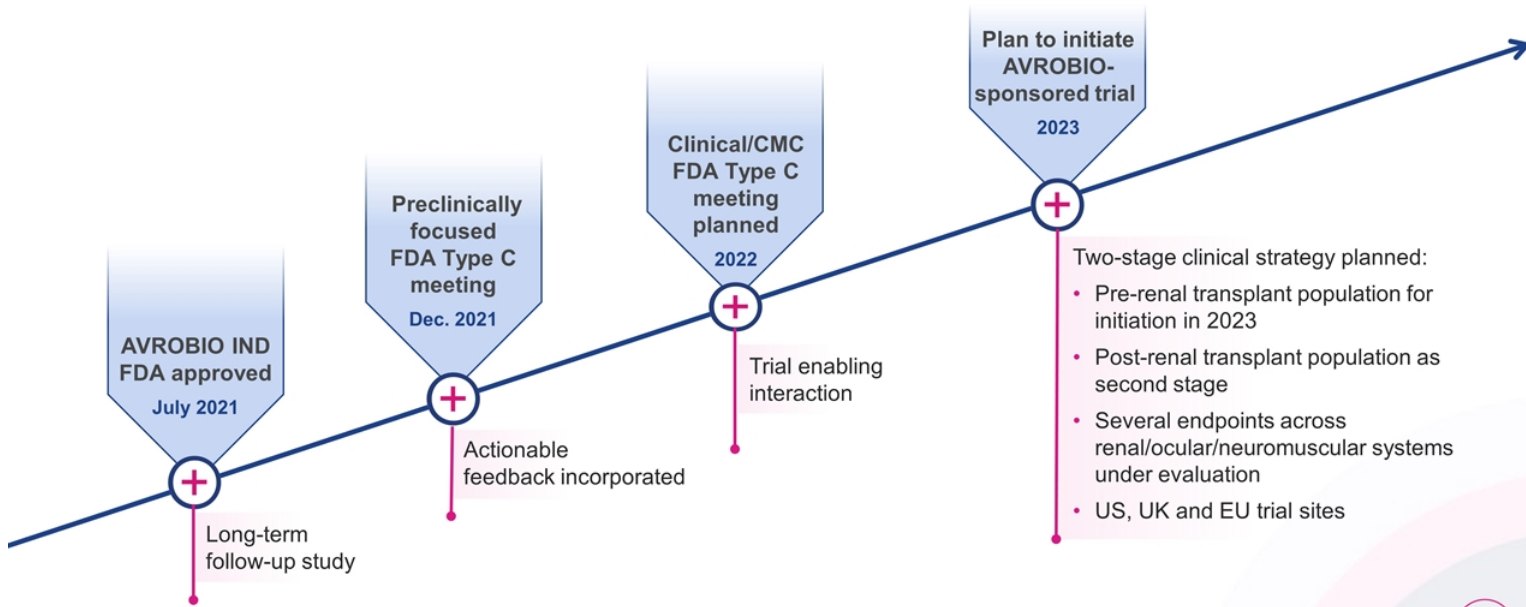 AVROBIO IND
FDA approved
July 2021
Long-term
follow-up study
Preclinically
focused
FDA Type C
meeting
Dec. 2021
Actionable
feedback incorporated
Clinical/CMC
FDA Type C
meeting
planned
2022
Trial enabling
interaction
Plan to initiate
AVROBIO-
sponsored trial
2023
Two-stage clinical strategy planned:
• Pre-renal transplant population for
initiation in 2023
• Post-renal transplant population as
second stage
• Several endpoints across
renal/ocular/neuromuscular systems
under evaluation
• US, UK and EU trial sites